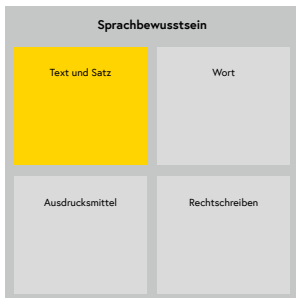 Sprachbewusstsein
Text und Satz
Wort
Ausdrucksmittel
Rechtschreiben